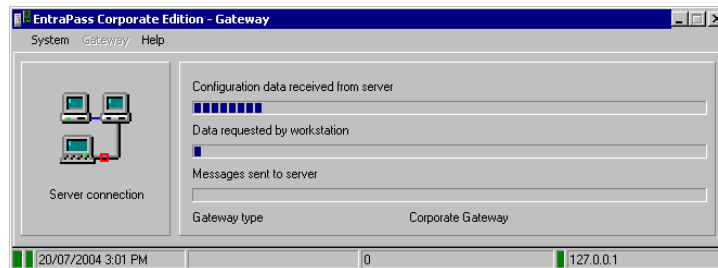 EntraPass Corporate Edition - Gateway
System Gateway Help
Configuration data received from server
Data requested by workstation
Messages sent to server
Server connection
Gateway type Corporate Gateway
20/07/2004 3:01 PM 0 127.0.0.1